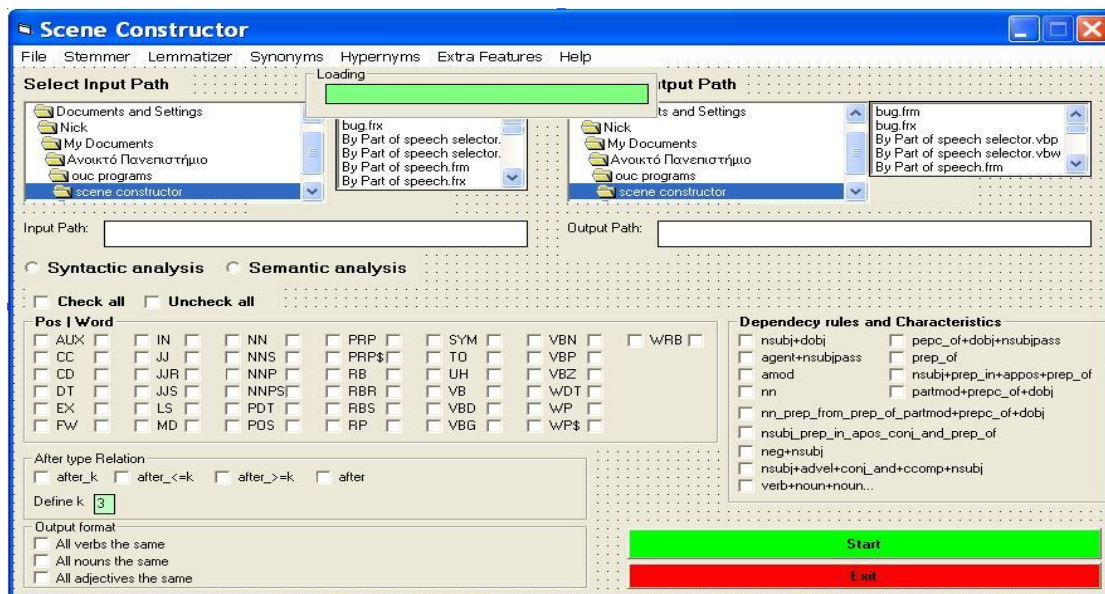 Scene Constructor
File Stemmer Lemmatizer Synonyms Hypernyms Extra Features Help
Loading
Select Input Path
tput Path
Documents and Settings
Nick
My Documents
Ανοικτό Πανεπιστήμιο
ouc programs
scene constructor
bug.frx
By Part of speech selector.
By Part of speech selector.
By Part of speech.frm
By Part of speech.frx
ts and Settings
Nick
My Documents
Ανοικτό Πανεπιστήμιο
ouc programs
scene constructor
bug.frm
bug.frx
By Part of speech selector.vbp
By Part of speech selector.vbw
By Part of speech.frm
Input Path:
Output Path:
Syntactic analysis Semantic analysis
Check all Uncheck all
Pos | Word
AUX IN NN PRP SYM VBN WRB
CC JJ NNS PRP$ TO VBP
CD JJR NNP RB UH VBZ
DT JJS NNPS RBR VB WDT
EX LS PDT RBS VBD WP
FW MD POS RP VBG WP$
Dependecy rules and Characteristics
nsubj+dobj pepc_of+dobj+nsubjpass
agent+nsubjpass prep_of
amod nsubj+prep_in+appos+prep_of
nn partmod+prepc_of+dobj
nn_prep_from_prep_of_partmod+prepc_of+dobj
nsubj_prep_in_apos_conj_and_prep_of
neg+nsubj
nsubj+advel+conj_and+ccomp+nsubj
verb+noun+noun...
After type Relation
after_k after_<=k after_>=k after
Define k 3
Output format
All verbs the same
All nouns the same
All adjectives the same
Start
Exit